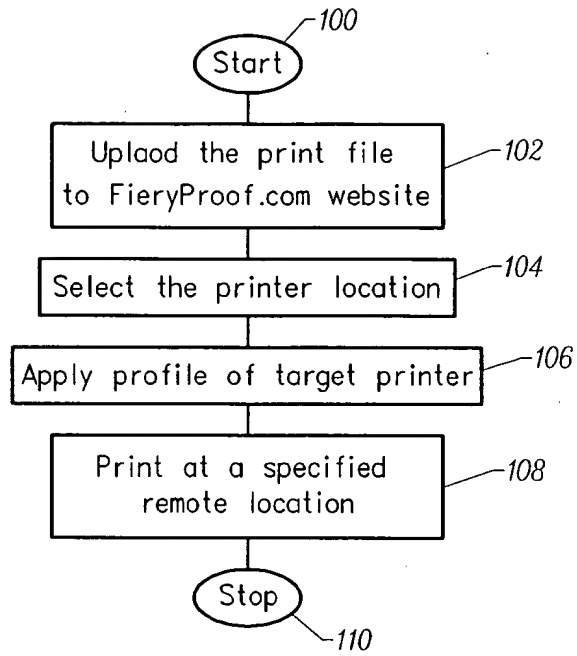 100
Start
Uplaod the print file
to FieryProof.com website
102
Select the printer location
104
Apply profile of target printer
106
Print at a specified
remote location
108
Stop
110